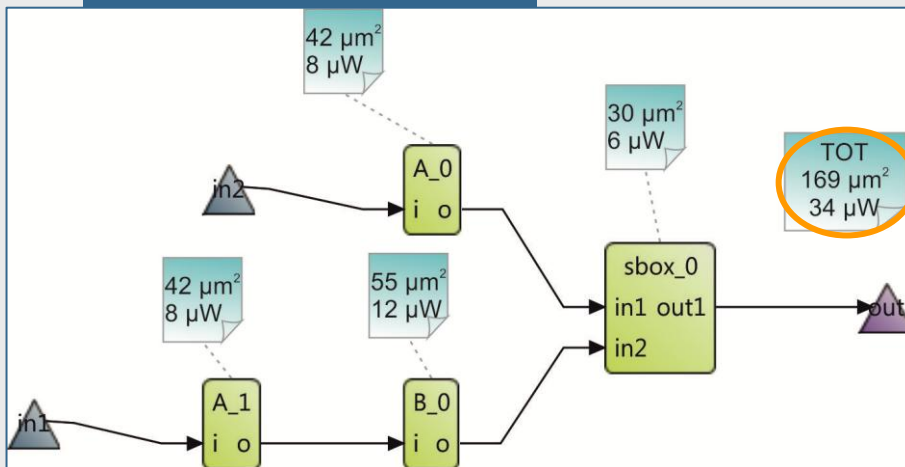 42 µm²
8 µW
30 µm²
6 µW
TOT
169 µm²
34 µW
A_0
i o
in2
sbox_0
in1 out1
in2
out
42 µm²
8 µW
55 µm²
12 µW
A_1
i o
B_0
i o
in1